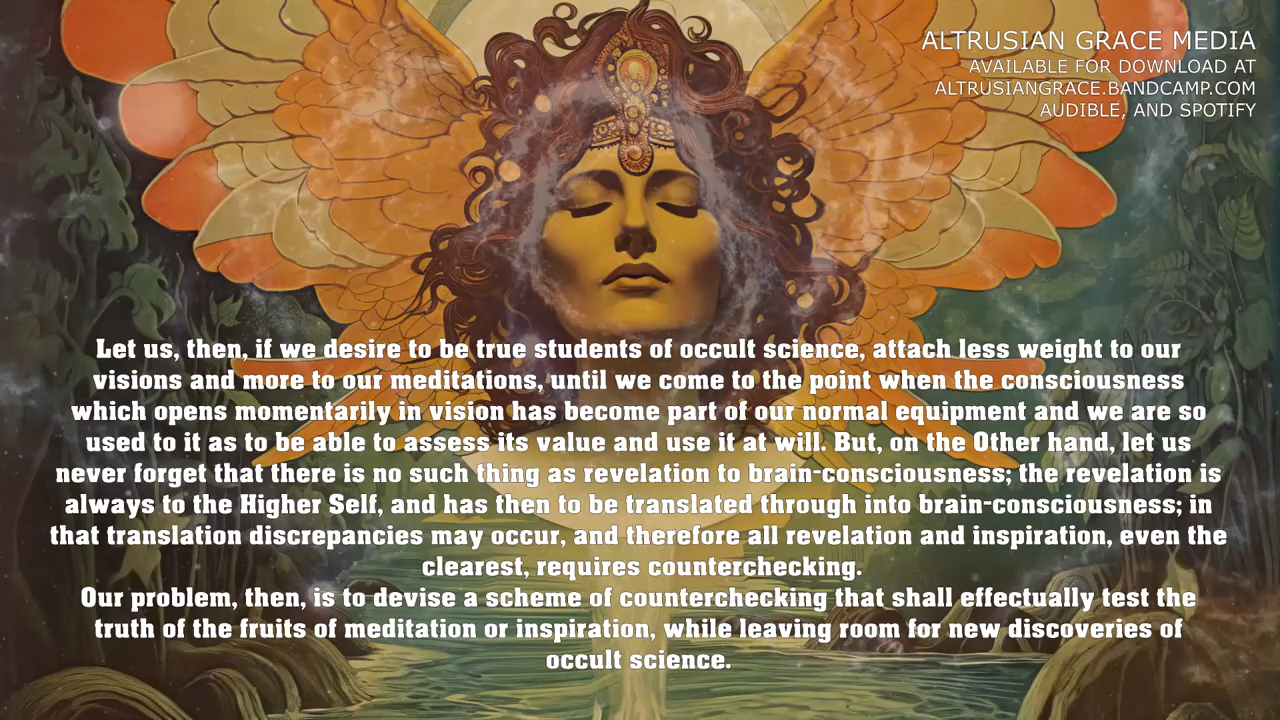 ALTRUSIAN GRACE MEDIA
AVAILABLE FOR DOWNLOAD AT
ALTRUSIANGRACE.BANDCAMP.COM
AUDIBLE, AND SPOTIFY
Let us, then, if we desire to be true students of occult science, attach less weight to our
visions and more to our meditations, until we come to the point when the consciousness
which opens momentarily in vision has become part of our normal equipment and we are so
used to it as to be able to assess its value and use it at will. But, on the Other hand, let us
never forget that there is no such thing as revelation to brain-consciousness; the revelation is
always to the Higher Self, and has then to be translated through into brain-consciousness; in
that translation discrepancies may occur, and therefore all revelation and inspiration, even the
clearest, requires counterchecking.
Our problem, then, is to devise a scheme of counterchecking that shall effectually test the
truth of the fruits of meditation or inspiration, while leaving room for new discoveries of
occult science.